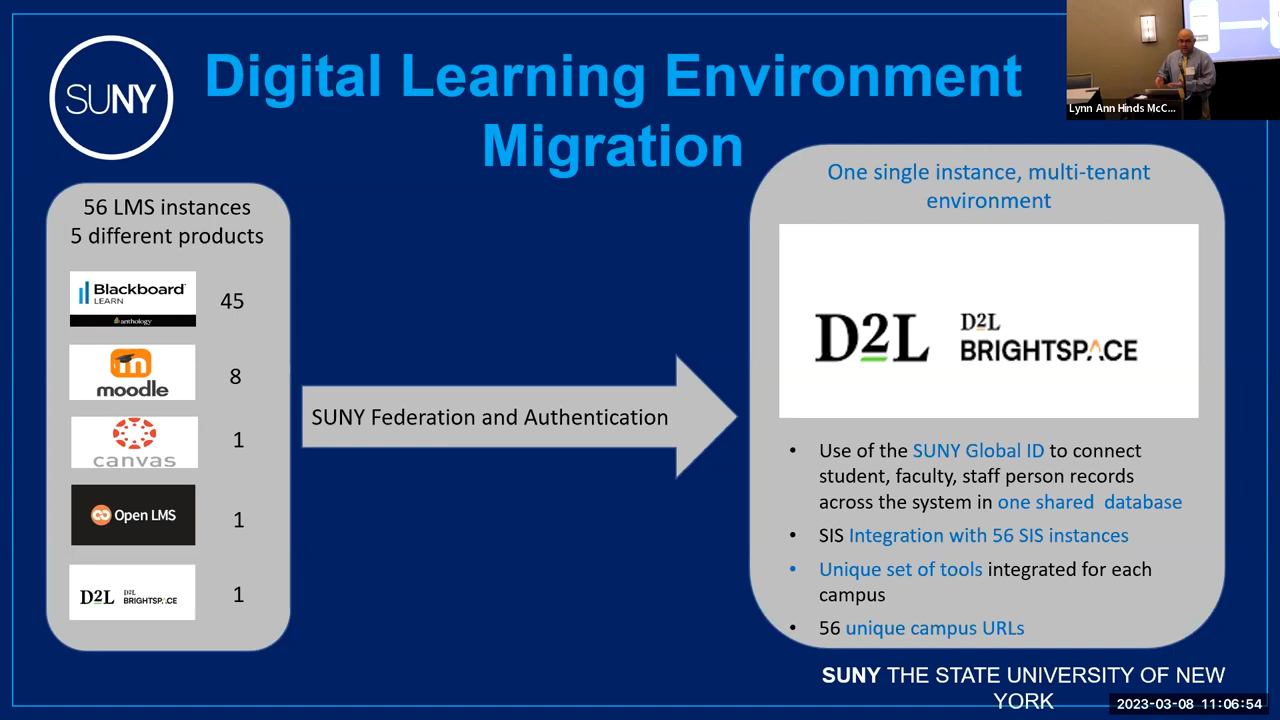 SUNY
Digital Learning Environment
Migration
Lynn Ann Hinds McC...
56 LMS instances
5 different products
Blackboard
LEARN
anthology
45
moodle
8
canvas
1
Open LMS
1
D2L
D2L
BRIGHTSPACE
1
SUNY Federation and Authentication
One single instance, multi-tenant
environment
D2L
D2L
BRIGHTSPACE
• Use of the SUNY Global ID to connect
student, faculty, staff person records
across the system in one shared database
• SIS Integration with 56 SIS instances
• Unique set of tools integrated for each
campus
• 56 unique campus URLs
SUNY THE STATE UNIVERSITY OF NEW
YORK
2023-03-08 11:06:54